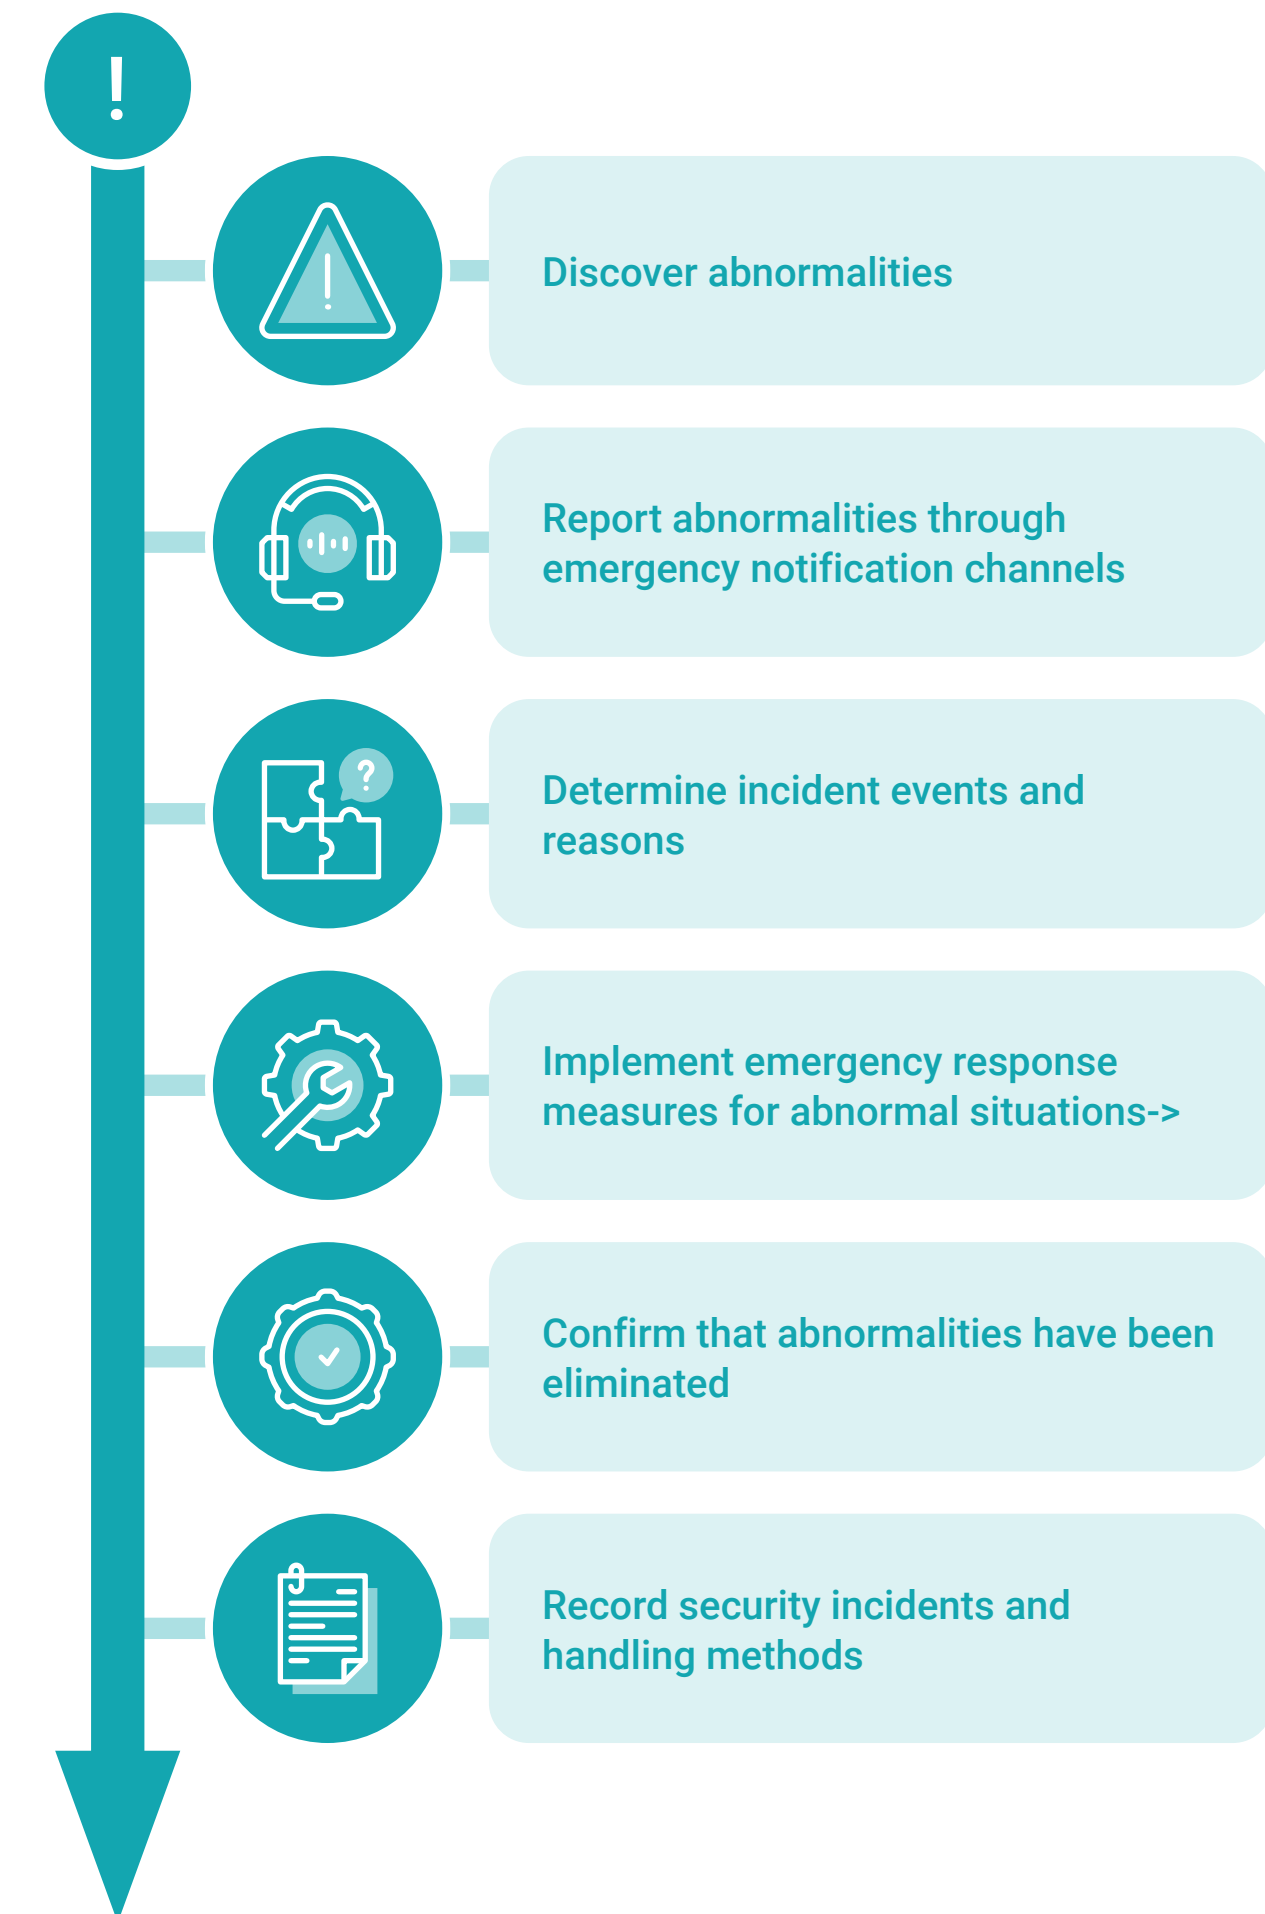 !
Discover abnormalities
Report abnormalities through
emergency notification channels
?
Determine incident events and
reasons
Implement emergency response
measures for abnormal situations->
Confirm that abnormalities have been
eliminated
Record security incidents and
handling methods